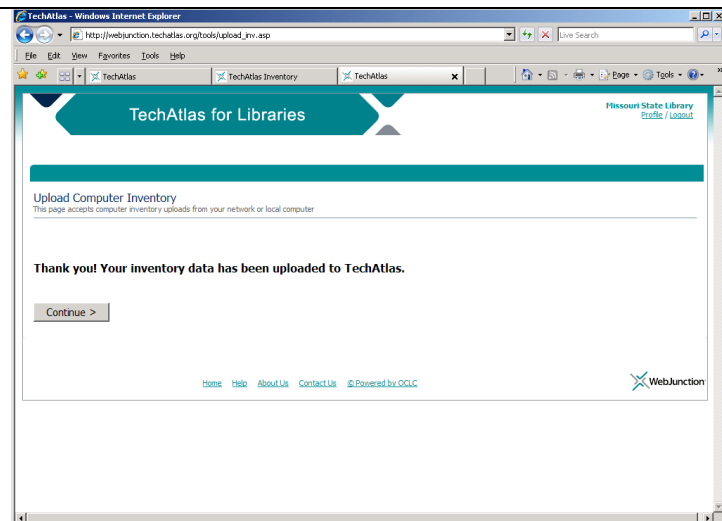 TechAtlas - Windows Internet Explorer
http://webjunction.techatlas.org/tools/upload_inv.asp
Live Search
File Edit View Favorites Tools Help
TechAtlas TechAtlas Inventory TechAtlas Page Tools
TechAtlas for Libraries
Missouri State Library
Profile / Logout
Upload Computer Inventory
This page accepts computer inventory uploads from your network or local computer
Thank you! Your inventory data has been uploaded to TechAtlas.
Continue >
Home Help About Us Contact Us © Powered by OCLC
WebJunction